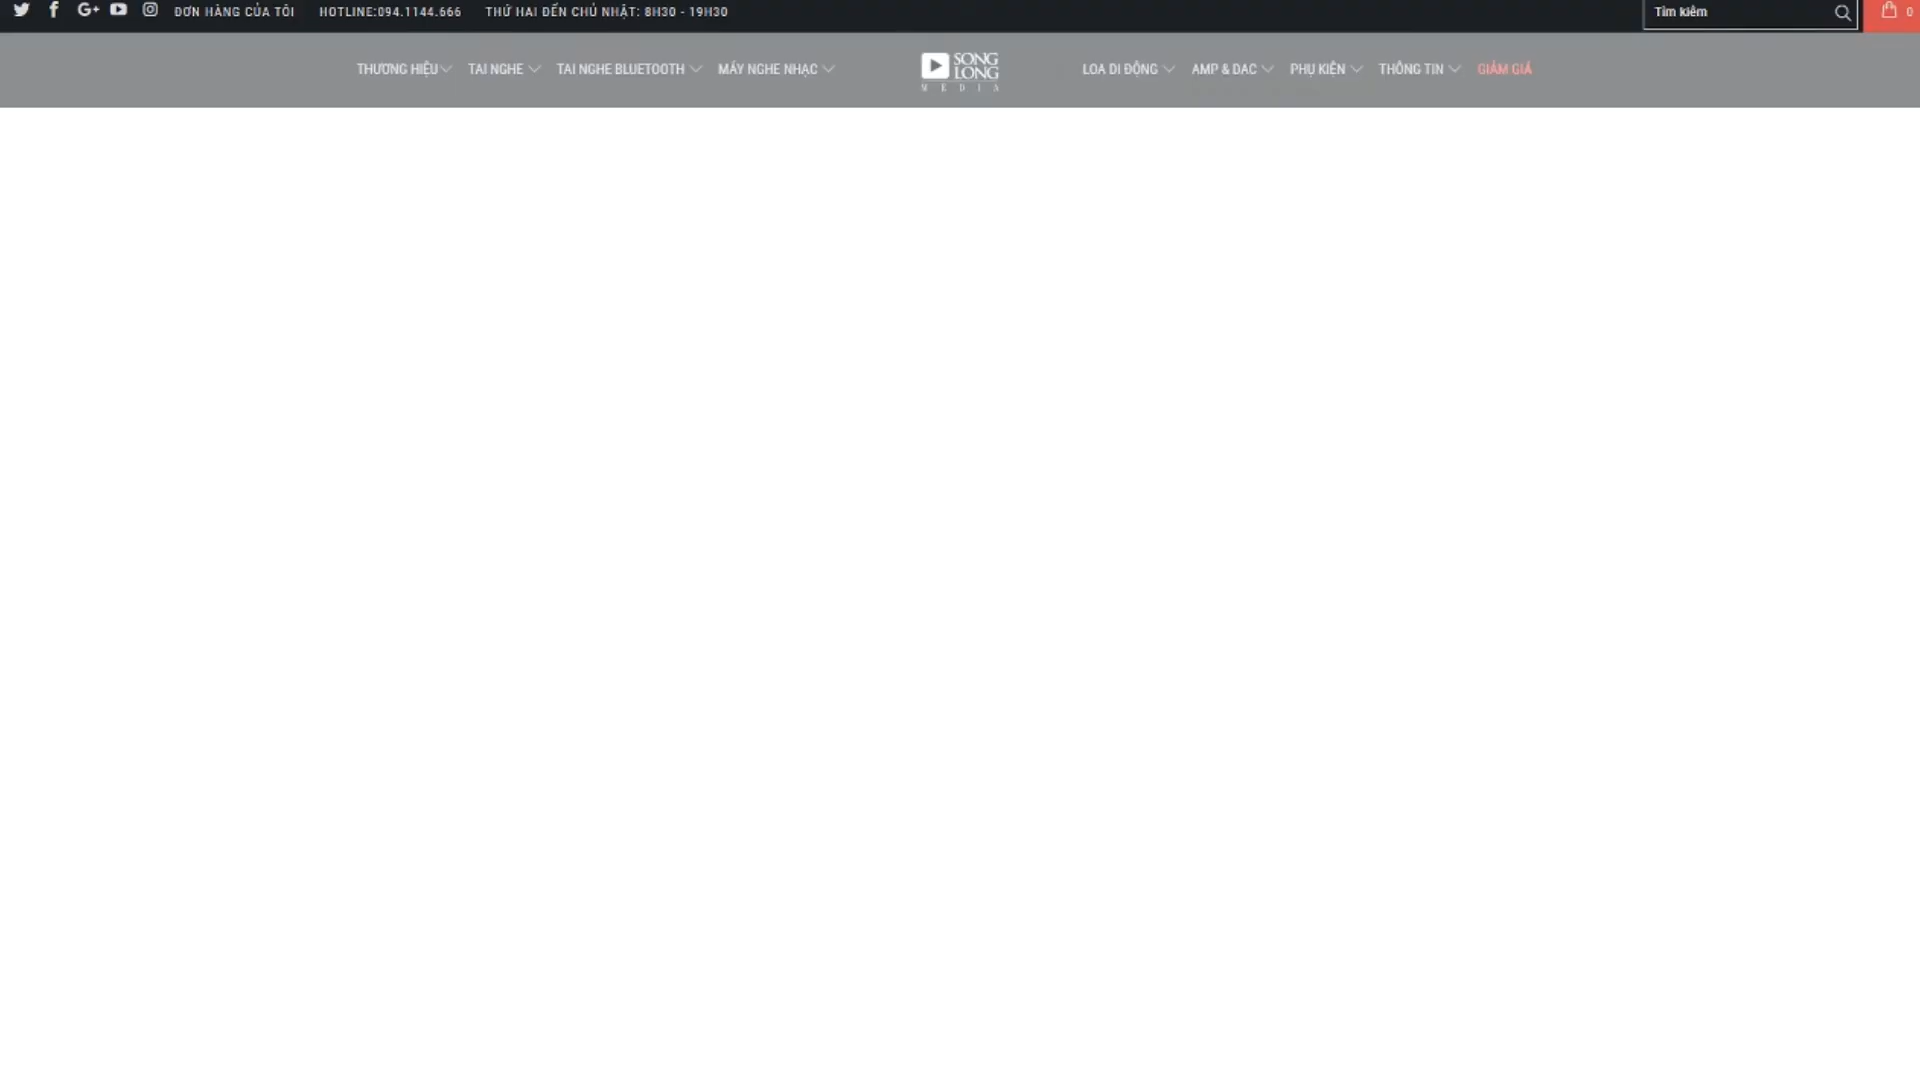 ĐƠN HÀNG CỦA TÔI HOTLINE:094.1144.666 THỨ HAI ĐẾN CHỦ NHẬT: 8H30 - 19H30 Tìm kiếm 0
THƯƠNG HIỆU TAI NGHE TAI NGHE BLUETOOTH MÁY NGHE NHẠC SONG LONG MEDIA LOA DI ĐỘNG AMP & DAC PHỤ KIỆN THÔNG TIN GIẢM GIÁ